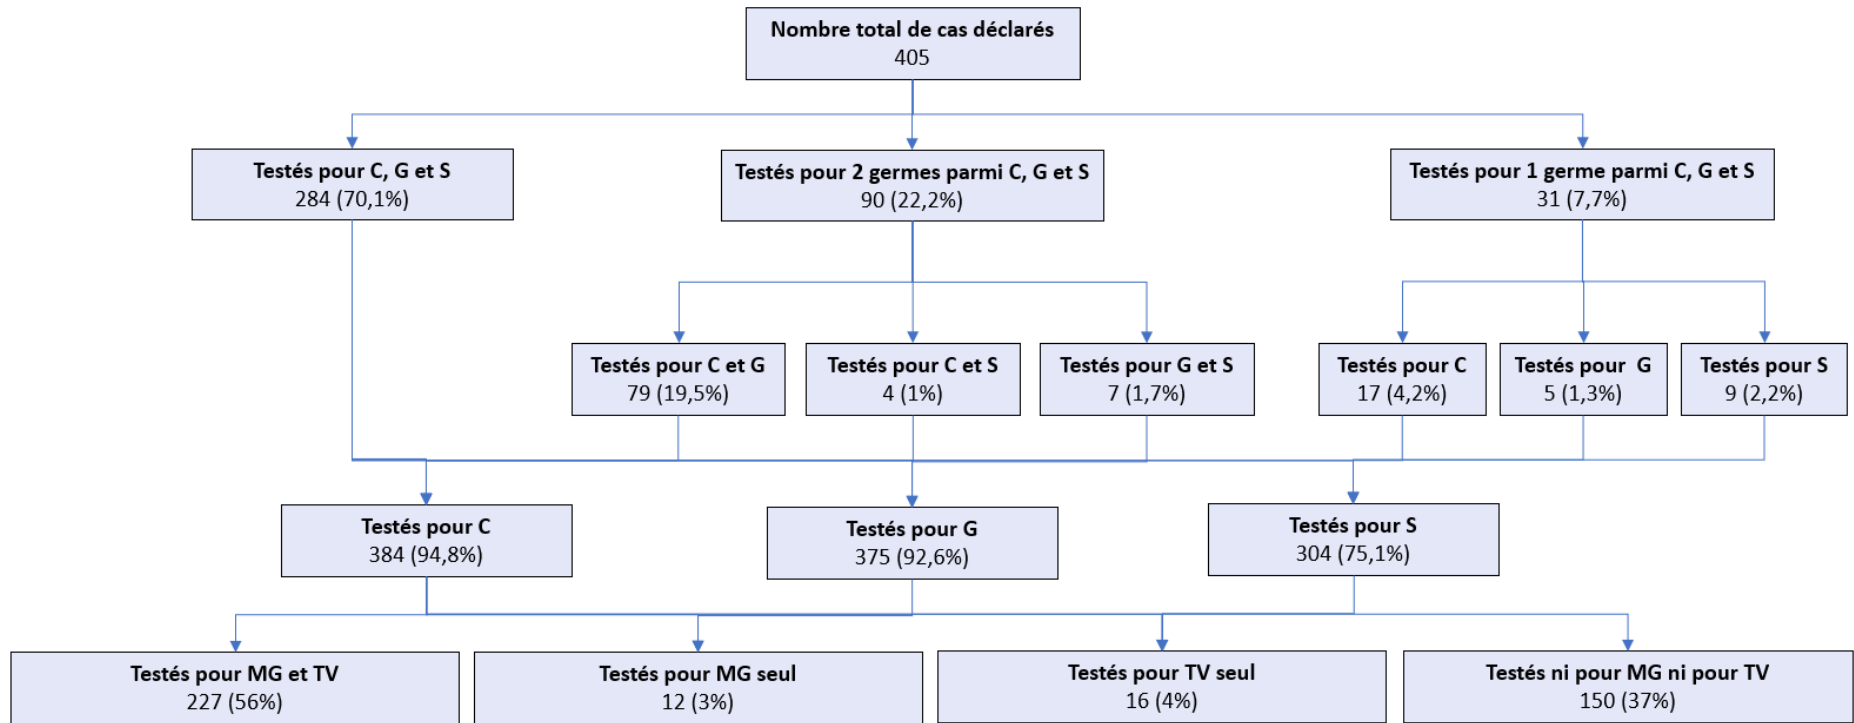 Nombre total de cas déclarés
405
Testés pour C, G et S
284 (70,1%)
Testés pour 2 germes parmi C, G et S
90 (22,2%)
Testés pour 1 germe parmi C, G et S
31 (7,7%)
Testés pour C et G
79 (19,5%)
Testés pour C et S
4 (1%)
Testés pour G et S
7 (1,7%)
Testés pour C
17 (4,2%)
Testés pour  G
5 (1,3%)
Testés pour S
9 (2,2%)
Testés pour C
384 (94,8%)
Testés pour G
375 (92,6%)
Testés pour S
304 (75,1%)
Testés pour MG et TV
227 (56%)
Testés pour MG seul
12 (3%)
Testés pour TV seul
16 (4%)
Testés ni pour MG ni pour TV
150 (37%)